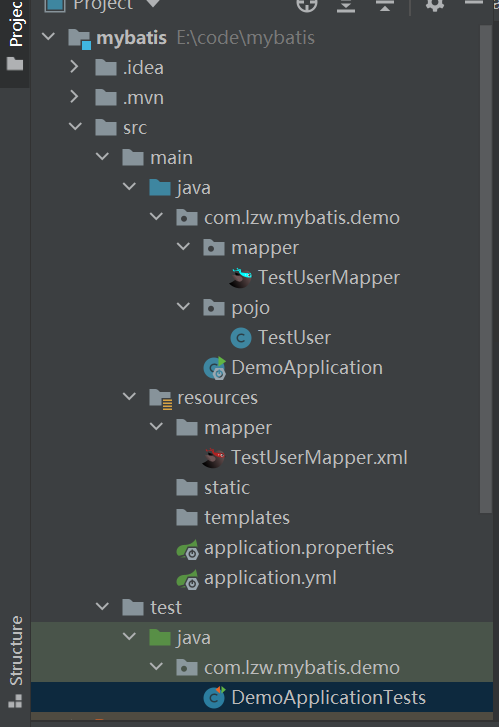 Project
Project
mybatis E:\code\mybatis
.idea
.mvn
src
main
java
com.lzw.mybatis.demo
mapper
TestUserMapper
pojo
TestUser
DemoApplication
resources
mapper
TestUserMapper.xml
static
templates
application.properties
application.yml
test
java
com.lzw.mybatis.demo
DemoApplicationTests
Structure